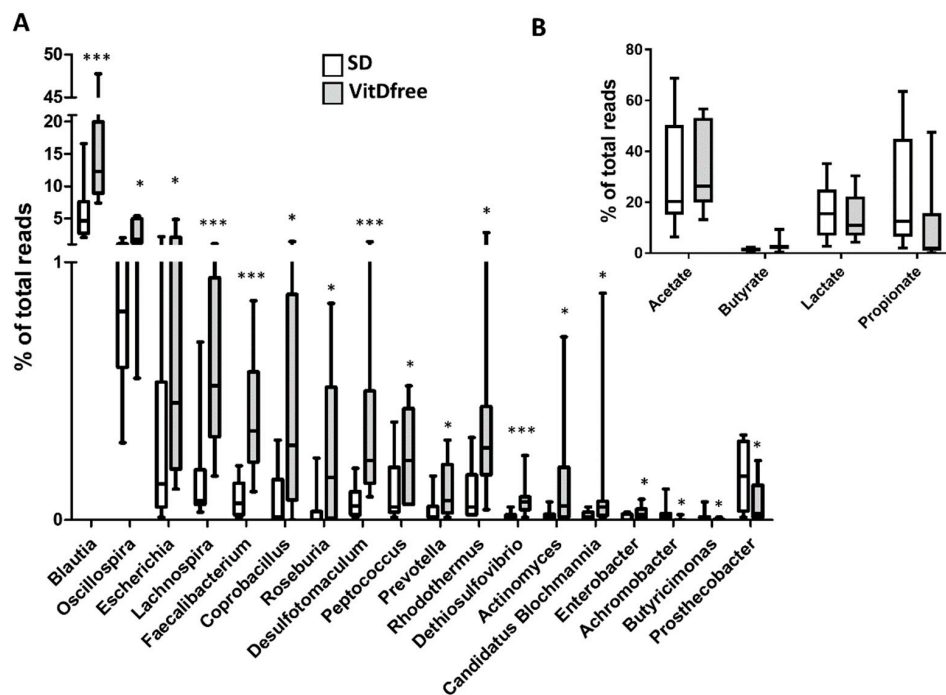 A
B
SD
VitDfree
% of total reads
50
45
20
15
10
5
1
0
***
*
*
***
***
*
*
***
*
*
*
***
*
*
*
*
*
*
Blautia
Oscillospira
Escherichia
Lachnospira
Faecalibacterium
Coprobacillus
Roseburia
Desulfotomaculum
Peptococcus
Prevotella
Rhodothermus
Dethiosulfovibrio
Actinomyces
Candidatus Blochmannia
Enterobacter
Achromobacter
Butyricimonas
Prosthecobacter
% of total reads
80
60
40
20
0
Acetate
Butyrate
Lactate
Propionate